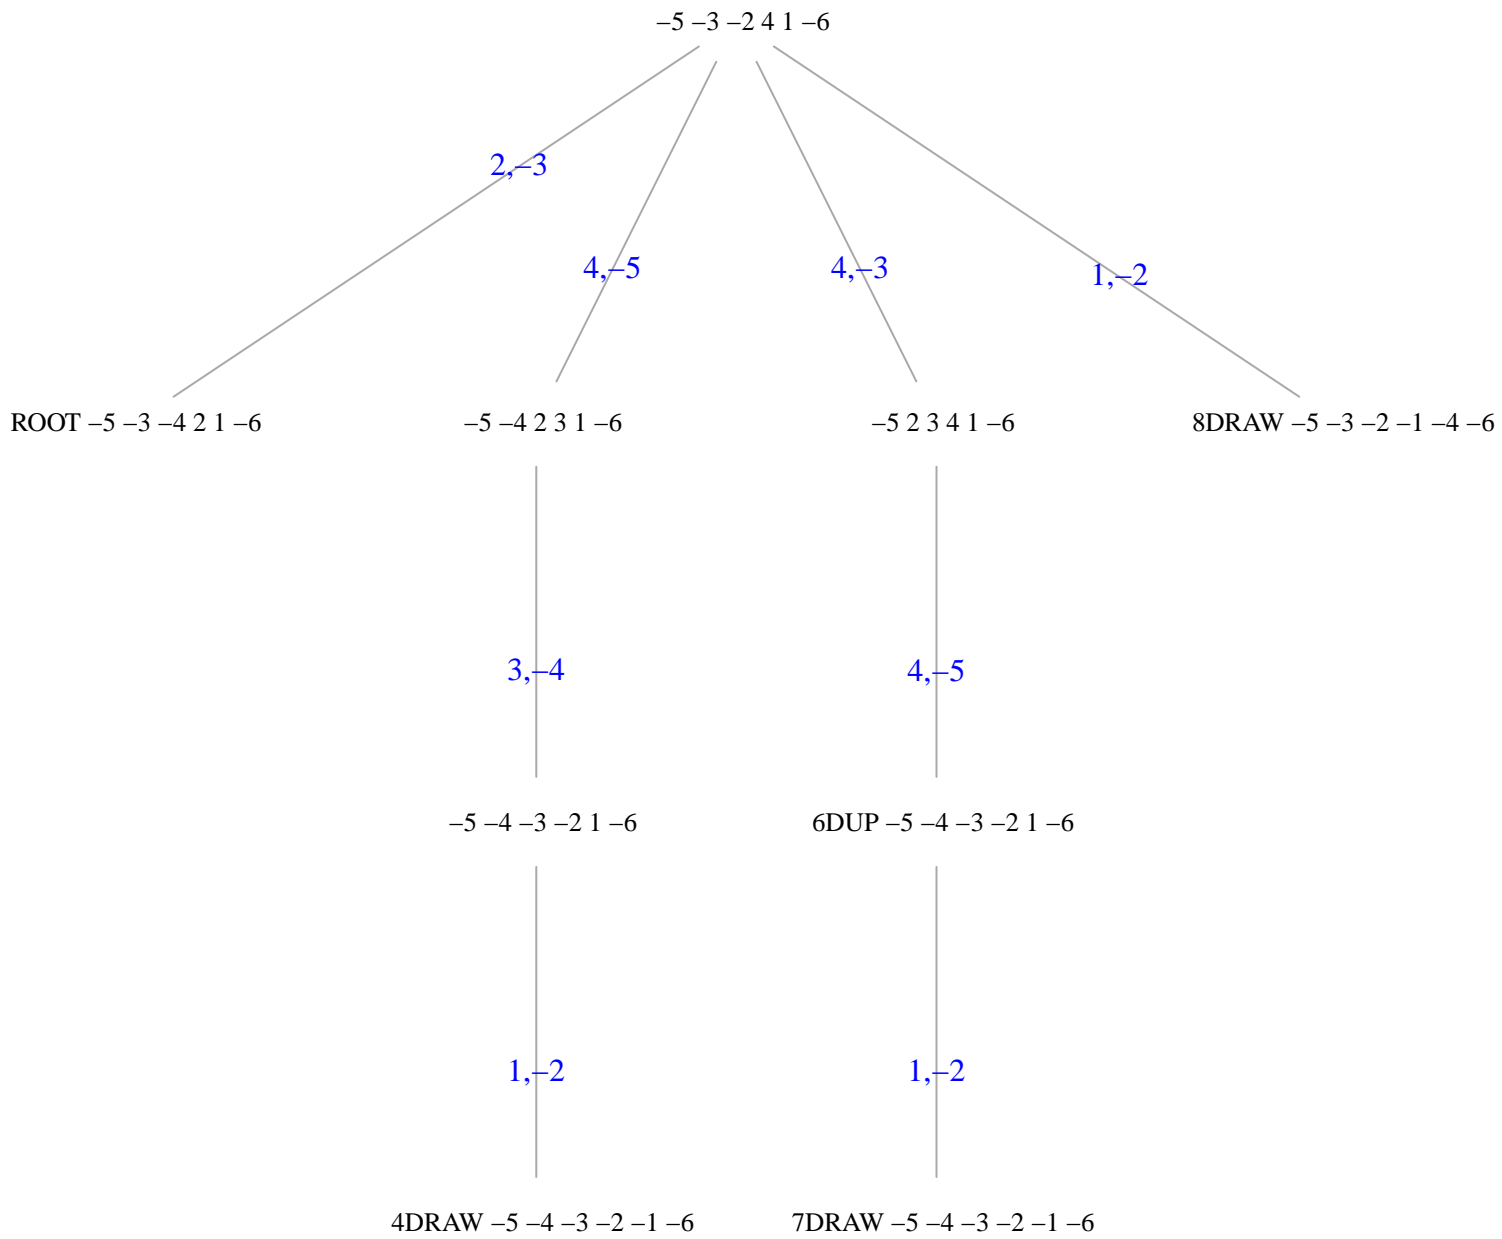 –5 –3 –2 4 1 –6
2,–3
4,–5
4,–3
1,–2
ROOT –5 –3 –4 2 1 –6
–5 –4 2 3 1 –6
–5 2 3 4 1 –6
8DRAW –5 –3 –2 –1 –4 –6
3,–4
4,–5
–5 –4 –3 –2 1 –6
6DUP –5 –4 –3 –2 1 –6
1,–2
1,–2
4DRAW –5 –4 –3 –2 –1 –6
7DRAW –5 –4 –3 –2 –1 –6